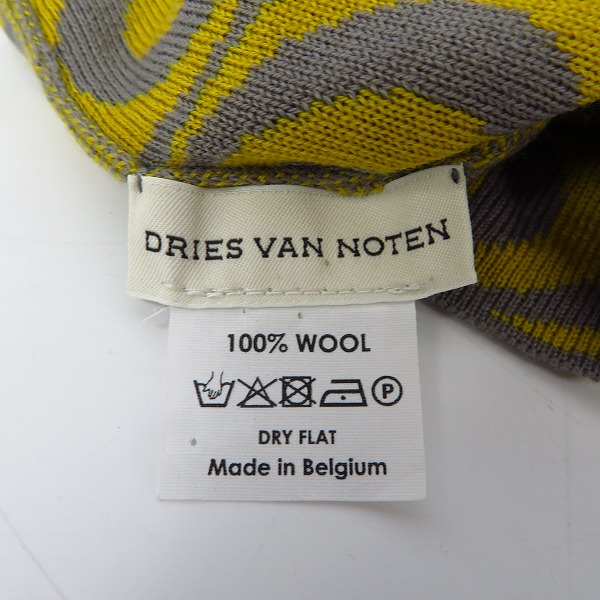 DRIES VAN NOTEN
100% WOOL
P
DRY FLAT
Made in Belgium